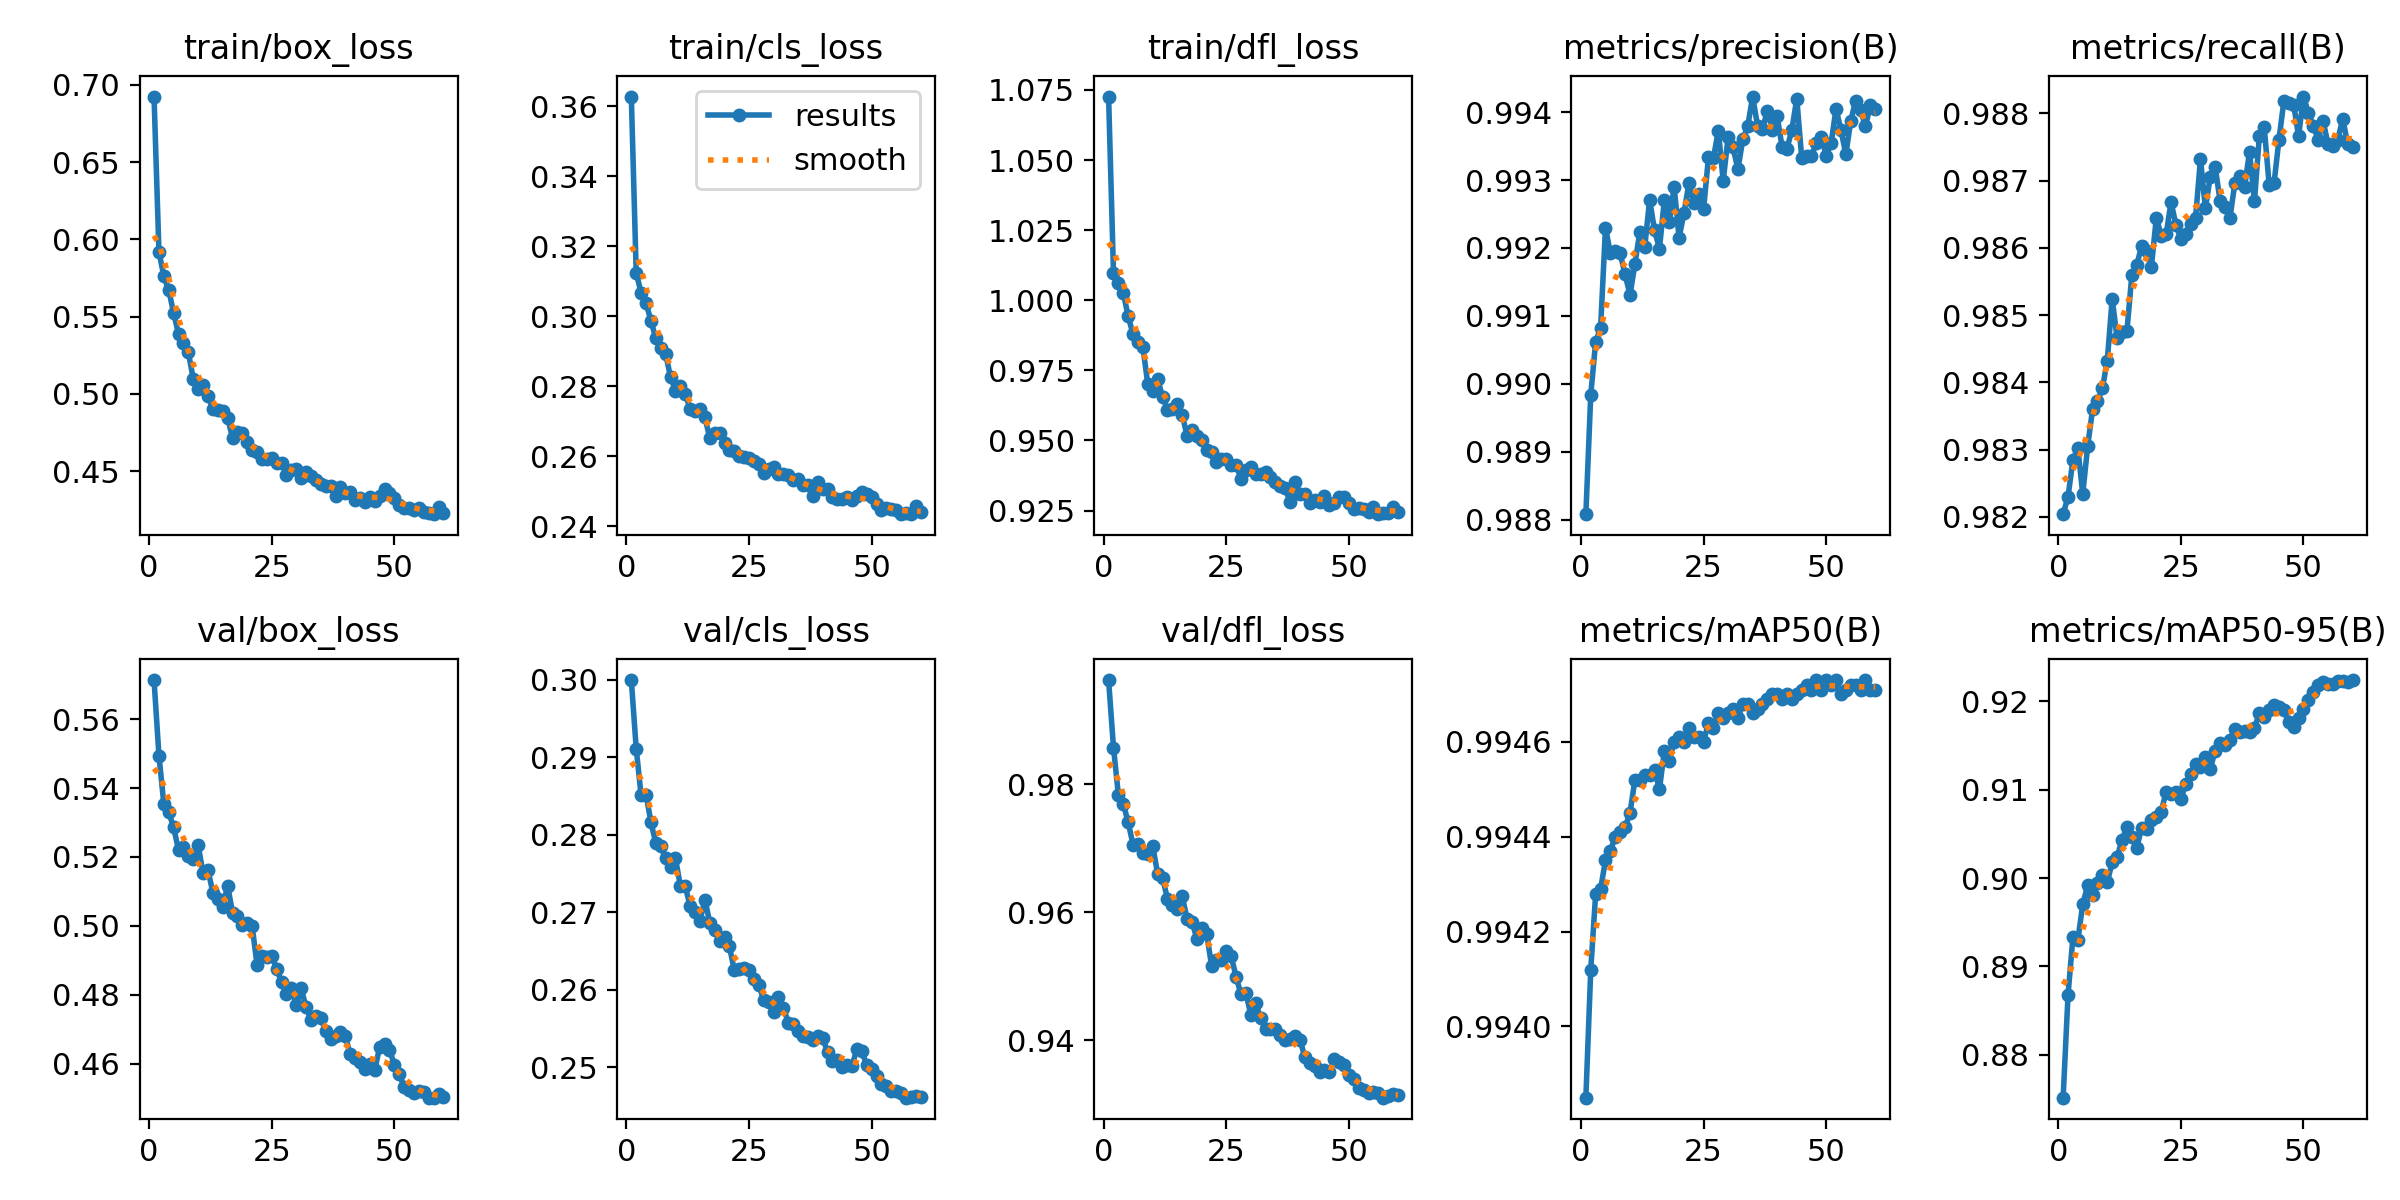 train/box_loss
0.70
0.65
0.60
0.55
0.50
0.45
0 25 50
train/cls_loss
results
smooth
0.36
0.34
0.32
0.30
0.28
0.26
0.24
0 25 50
train/dfl_loss
1.075
1.050
1.025
1.000
0.975
0.950
0.925
0 25 50
metrics/precision(B)
0.994
0.993
0.992
0.991
0.990
0.989
0.988
0 25 50
metrics/recall(B)
0.988
0.987
0.986
0.985
0.984
0.983
0.982
0 25 50
val/box_loss
0.56
0.54
0.52
0.50
0.48
0.46
0 25 50
val/cls_loss
0.30
0.29
0.28
0.27
0.26
0.25
0 25 50
val/dfl_loss
0.98
0.96
0.94
0 25 50
metrics/mAP50(B)
0.9946
0.9944
0.9942
0.9940
0 25 50
metrics/mAP50-95(B)
0.92
0.91
0.90
0.89
0.88
0 25 50